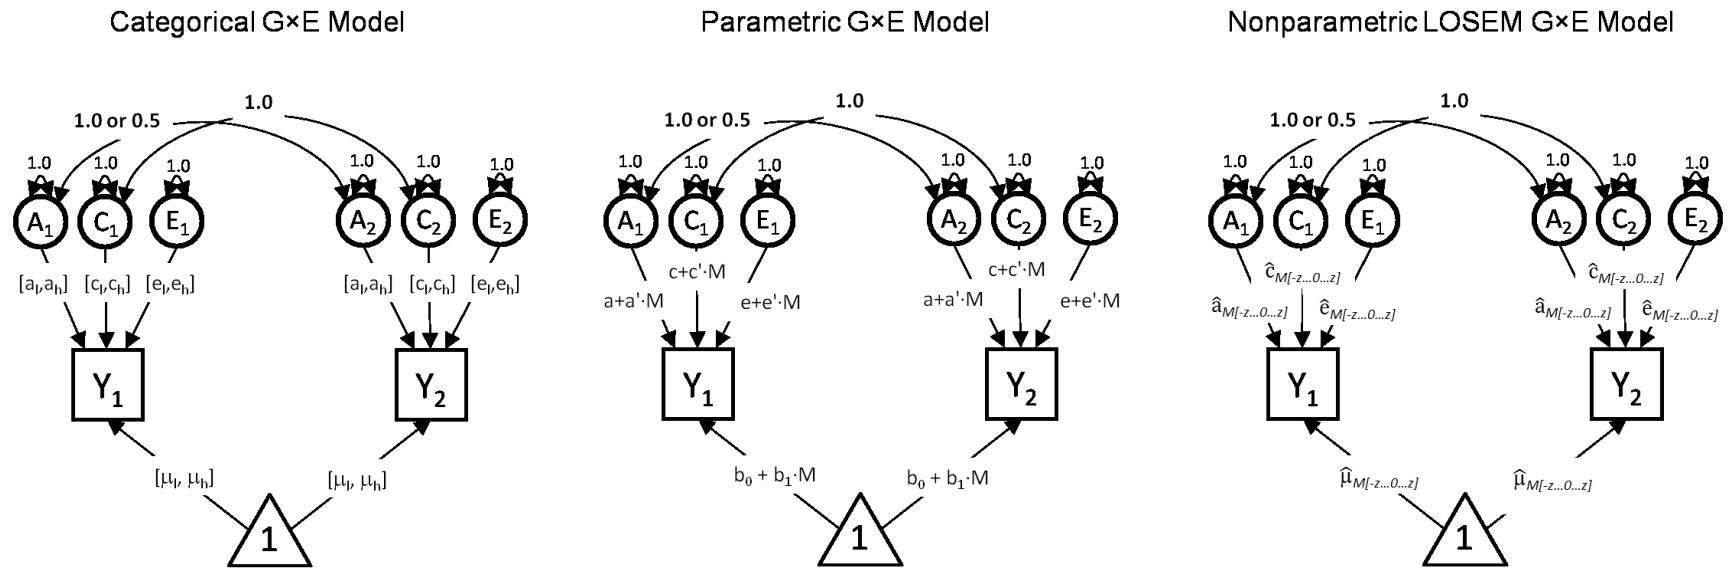 Categorical G×E Model
1.0
1.0 or 0.5
1.0 1.0 1.0 1.0 1.0 1.0
A₁ C₁ E₁ A₂ C₂ E₂
[aₗ,aₕ] [cₗ,cₕ] [eₗ,eₕ] [aₗ,aₕ] [cₗ,cₕ] [eₗ,eₕ]
Y₁ Y₂
[μₗ, μₕ] [μₗ, μₕ]
1
Parametric G×E Model
1.0
1.0 or 0.5
1.0 1.0 1.0 1.0 1.0 1.0
A₁ C₁ E₁ A₂ C₂ E₂
c+c'·M c+c'·M
a+a'·M e+e'·M a+a'·M e+e'·M
Y₁ Y₂
b₀ + b₁·M b₀ + b₁·M
1
Nonparametric LOSEM G×E Model
1.0
1.0 or 0.5
1.0 1.0 1.0 1.0 1.0 1.0
A₁ C₁ E₁ A₂ C₂ E₂
ĉM[-z...0...z] ĉM[-z...0...z]
âM[-z...0...z] êM[-z...0...z] âM[-z...0...z] êM[-z...0...z]
Y₁ Y₂
μ̂M[-z...0...z] μ̂M[-z...0...z]
1